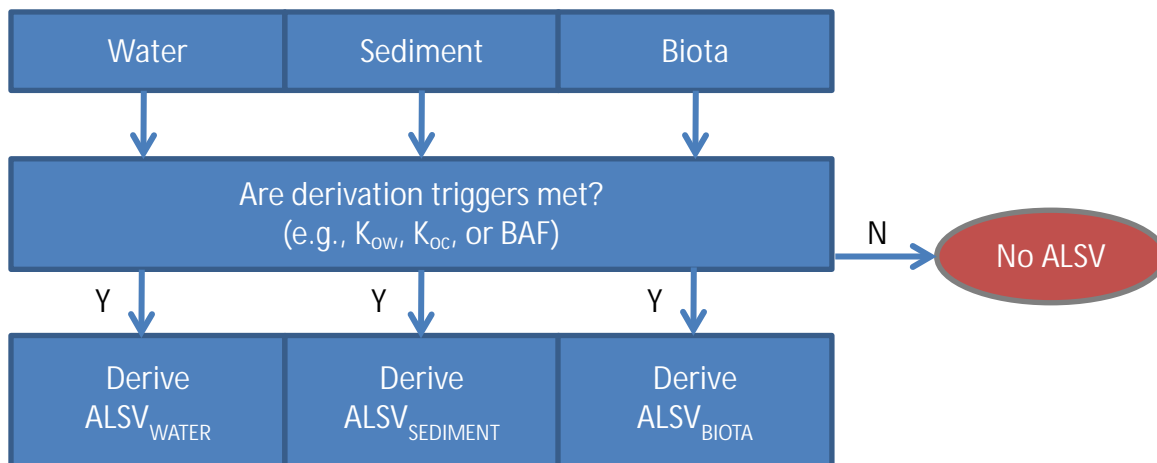 Water
Sediment
Biota
Are derivation triggers met?
(e.g., Kow, Koc, or BAF)
N
No ALSV
Y
Y
Y
Derive
ALSVWATER
Derive
ALSVSEDIMENT
Derive
ALSVBIOTA